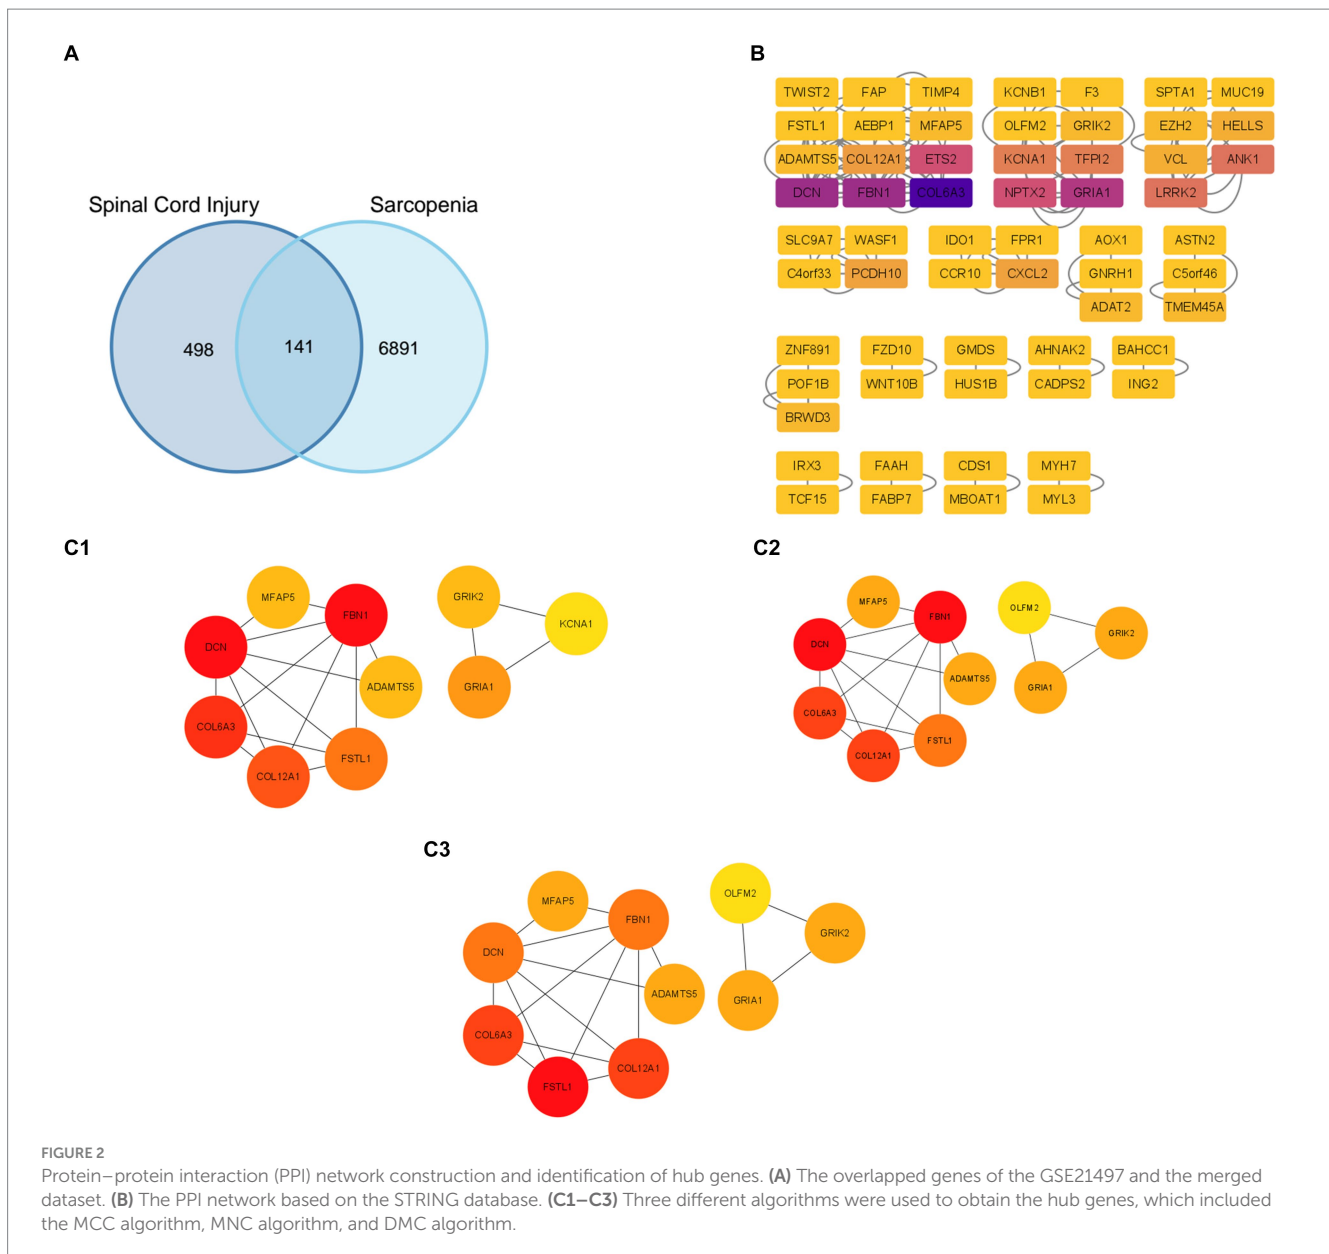 A
Spinal Cord Injury
Sarcopenia
498
141
6891
B
TWIST2 FAP TIMP4
FSTL1 AEBP1 MFAP5
ADAMTS5 COL12A1 ETS2
DCN FBN1 COL6A3
KCNB1 F3
OLFM2 GRIK2
KCNA1 TFPI2
NPTX2 GRIA1
SPTA1 MUC19
EZH2 HELLS
VCL ANK1
LRRK2
SLC9A7 WASF1
C4orf33 PCDH10
IDO1 FPR1
CCR10 CXCL2
AOX1
GNRH1
ADAT2
ASTN2
C5orf46
TMEM45A
ZNF891
POF1B
BRWD3
FZD10
WNT10B
GMDS
HUS1B
AHNAK2
CADPS2
BAHCC1
ING2
IRX3
TCF15
FAAH
FABP7
CDS1
MBOAT1
MYH7
MYL3
C1
MFAP5
FBN1
DCN
ADAMTS5
COL6A3
FSTL1
COL12A1
GRIK2
KCNA1
GRIA1
C2
MFAP5
FBN1
DCN
ADAMTS5
COL6A3
FSTL1
COL12A1
OLFM2
GRIK2
GRIA1
C3
MFAP5
FBN1
DCN
ADAMTS5
COL6A3
COL12A1
FSTL1
OLFM2
GRIK2
GRIA1
FIGURE 2
Protein–protein interaction (PPI) network construction and identification of hub genes. (A) The overlapped genes of the GSE21497 and the merged
dataset. (B) The PPI network based on the STRING database. (C1–C3) Three different algorithms were used to obtain the hub genes, which included
the MCC algorithm, MNC algorithm, and DMC algorithm.